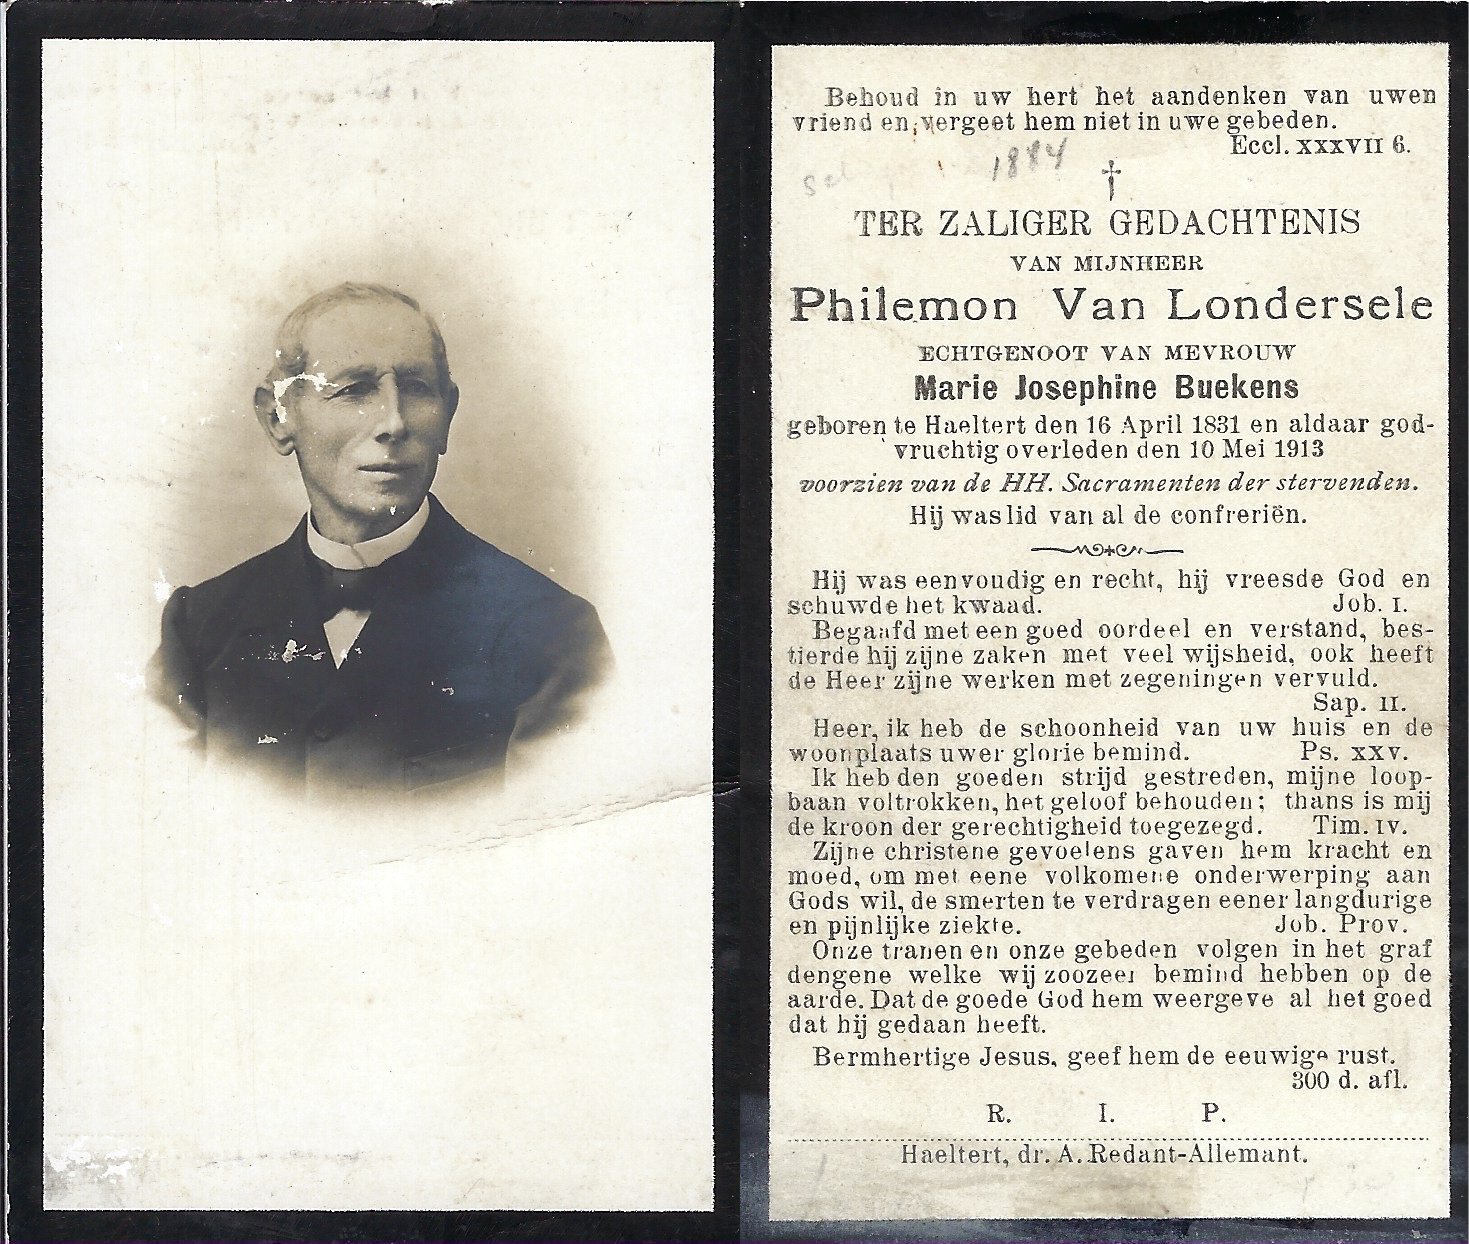 Behoud in uw hert het aandenken van uwen
vriend en vergeet hem niet in uwe gebeden.
Eccl. XXXVII 6.
1884
TER ZALIGER GEDACHTENIS
VAN MIJNHEER
Philemon Van Londersele
ECHTGENOOT VAN MEVROUW
Marie Josephine Buekens
geboren te Haeltert den 16 April 1831 en aldaar god-
vruchtig overleden den 10 Mei 1913
voorzien van de HH. Sacramenten der stervenden.
Hij was lid van al de confreriën.
Hij was eenvoudig en recht, hij vreesde God en
schuwde het kwaad. Job. I.
Begaafd met een goed oordeel en verstand, bes-
tierde hij zijne zaken met veel wijsheid, ook heeft
de Heer zijne werken met zegeningen vervuld.
Sap. II.
Heer, ik heb de schoonheid van uw huis en de
woonplaats uwer glorie bemind. Ps. XXV.
Ik heb den goeden strijd gestreden, mijne loop-
baan voltrokken, het geloof behouden; thans is mij
de kroon der gerechtigheid toegezegd. Tim. IV.
Zijne christene gevoelens gaven hem kracht en
moed, om met eene volkomene onderwerping aan
Gods wil, de smerten te verdragen eener langdurige
en pijnlijke ziekte. Job. Prov.
Onze tranen en onze gebeden volgen in het graf
dengene welke wij zoozeer bemind hebben op de
aarde. Dat de goede God hem weergeve al het goed
dat hij gedaan heeft.
Bermhertige Jesus, geef hem de eeuwige rust.
300 d. afl.
R. I. P.
Haeltert, dr. A. Redant-Allemant.